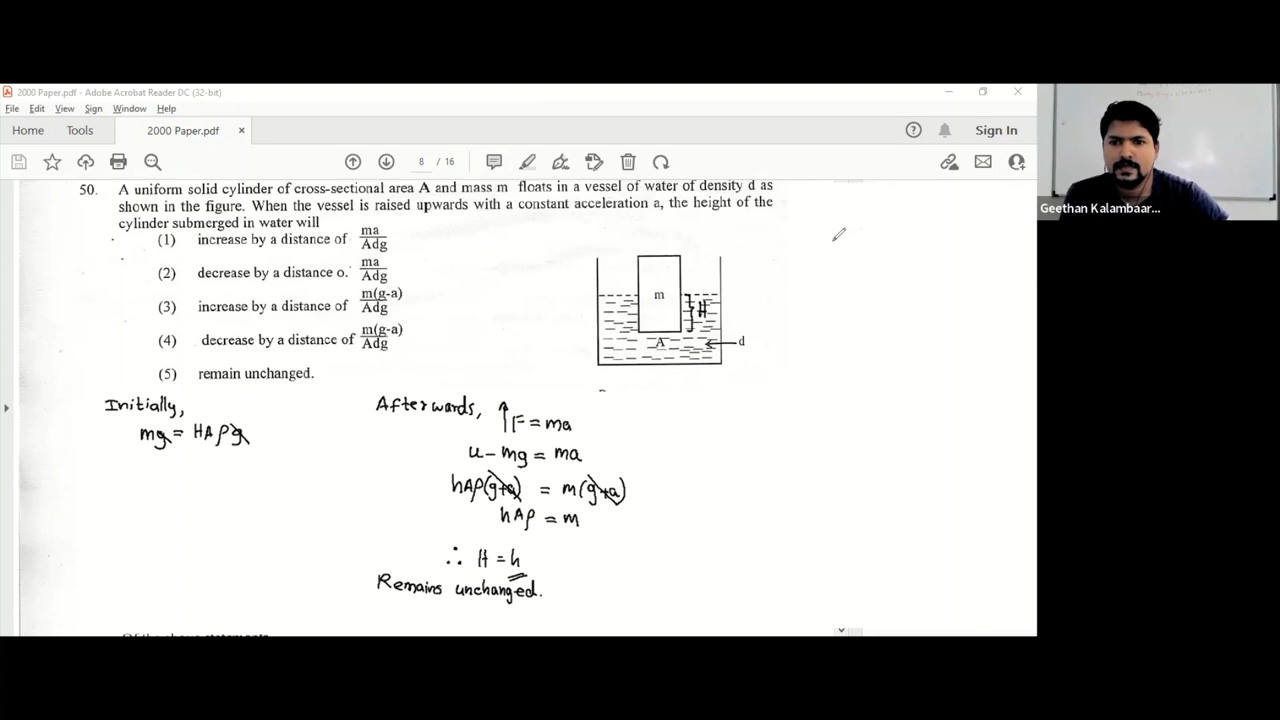 2000 Paper.pdf - Adobe Acrobat Reader DC (32-bit)
File Edit View Sign Window Help
Home Tools 2000 Paper.pdf × Sign In
8 / 16
50. A uniform solid cylinder of cross-sectional area A and mass m floats in a vessel of water of density d as
shown in the figure. When the vessel is raised upwards with a constant acceleration a, the height of the
cylinder submerged in water will
(1) increase by a distance of ma/Adg
(2) decrease by a distance o. ma/Adg
(3) increase by a distance of m(g-a)/Adg
(4) decrease by a distance of m(g-a)/Adg
(5) remain unchanged.
m
H
A
d
Initially,
mg = HAρg
Afterwards, ↑F = ma
u - mg = ma
hAρ(g+a) = m(g+a)
hAρ = m
∴ H = h
Remains unchanged.
Geethan Kalambaar...